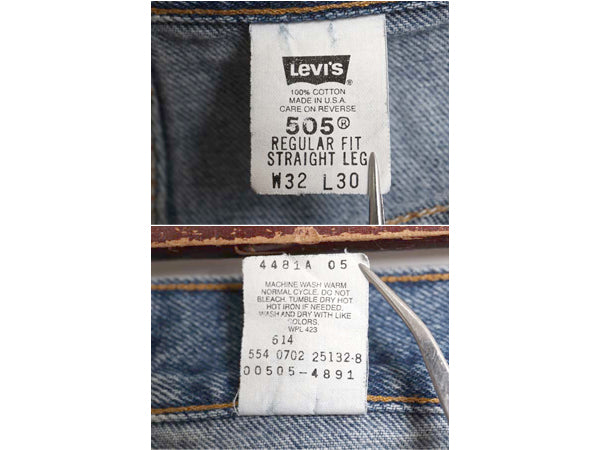 Levi's®
100% COTTON
MADE IN U.S.A.
CARE ON REVERSE
505®
REGULAR FIT
STRAIGHT LEG
W32 L30
4481A 05
MACHINE WASH WARM
NORMAL CYCLE. DO NOT
BLEACH. TUMBLE DRY HOT
HOT IRON IF NEEDED.
WASH AND DRY WITH LIKE
COLORS.
WPL 423
614
554 0702 25132-8
00505-4891